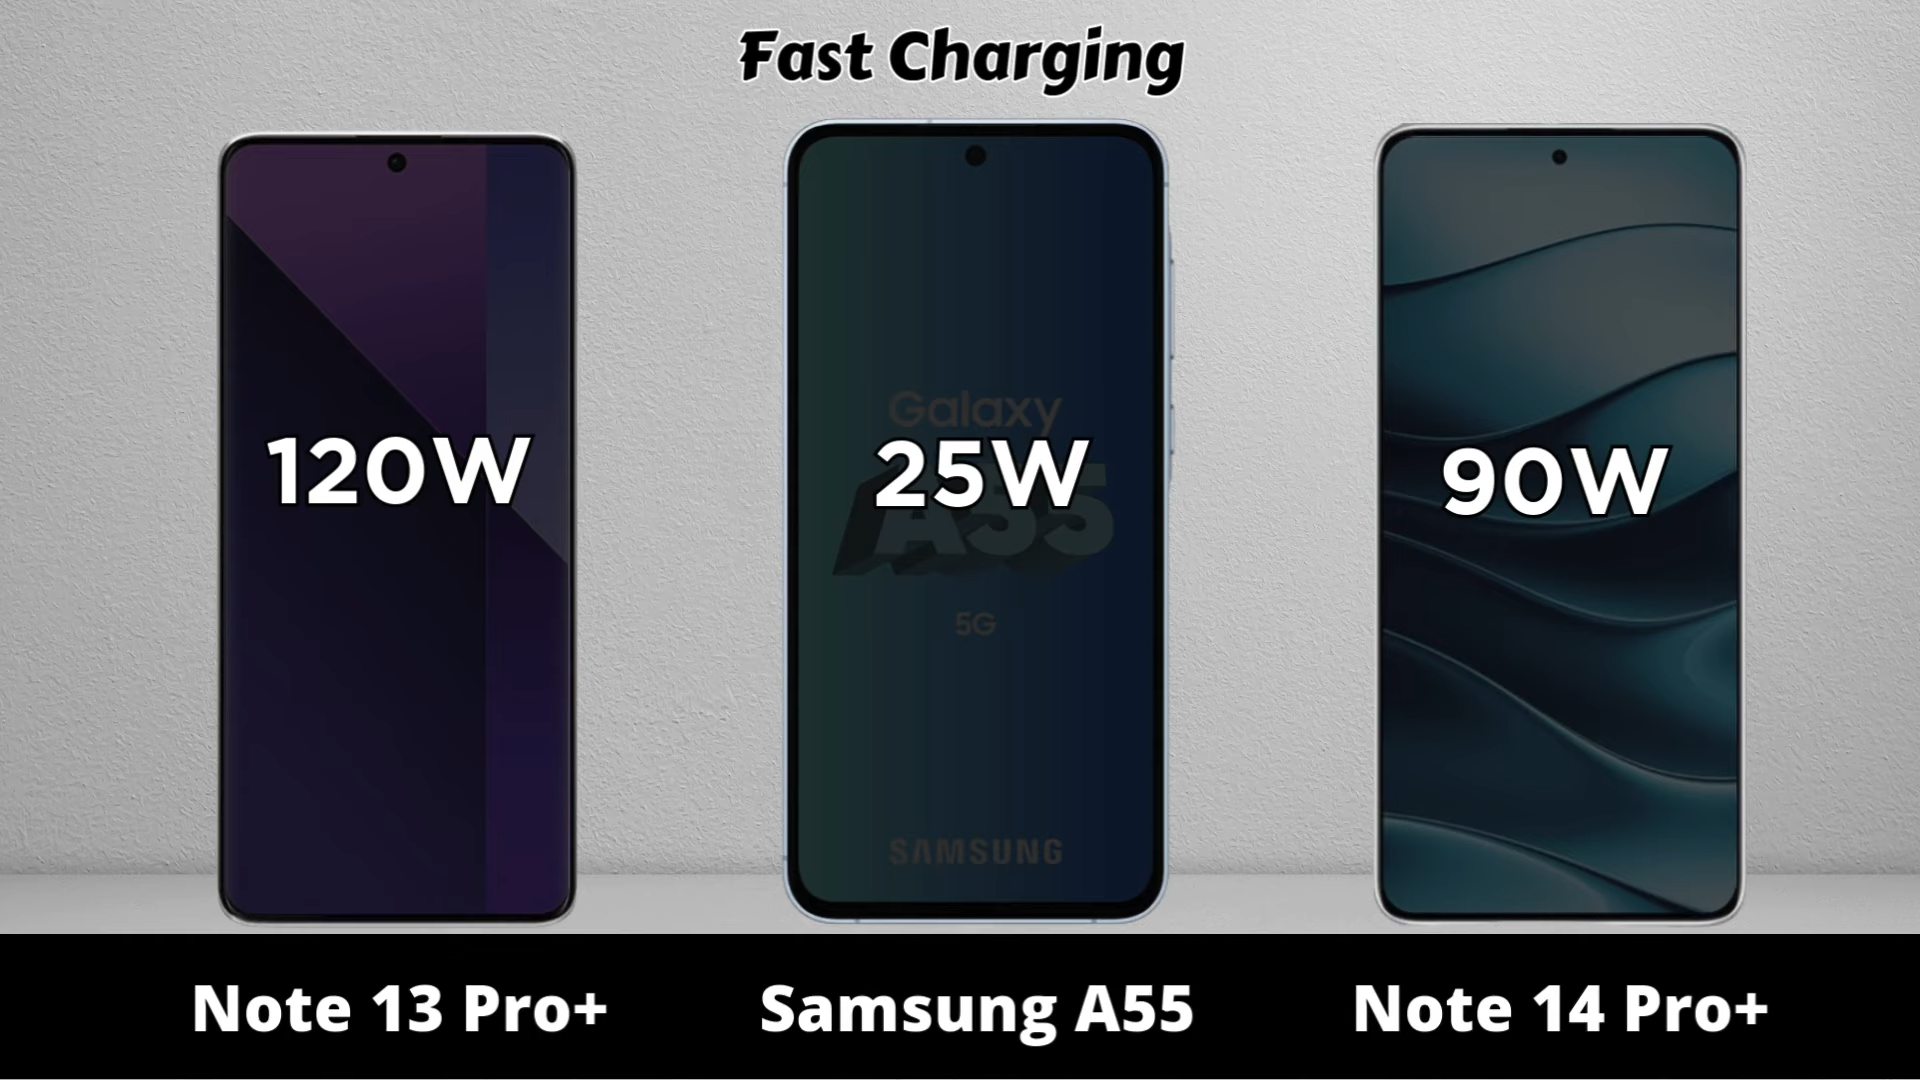 Fast Charging
120W
Galaxy
25W
A55
5G
SAMSUNG
90W
Note 13 Pro+
Samsung A55
Note 14 Pro+